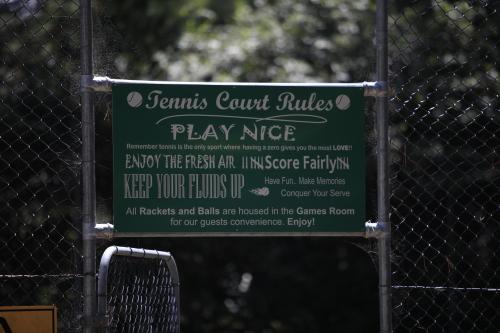 Tennis Court Rules
PLAY NICE
Remember tennis is the only sport where having a zero gives you the most LOVE!!
ENJOY THE FRESH AIR Score Fairly
KEEP YOUR FLUIDS UP
Have Fun. Make Memories
Conquer Your Serve
All Rackets and Balls are housed in the Games Room
for our guests convenience. Enjoy!